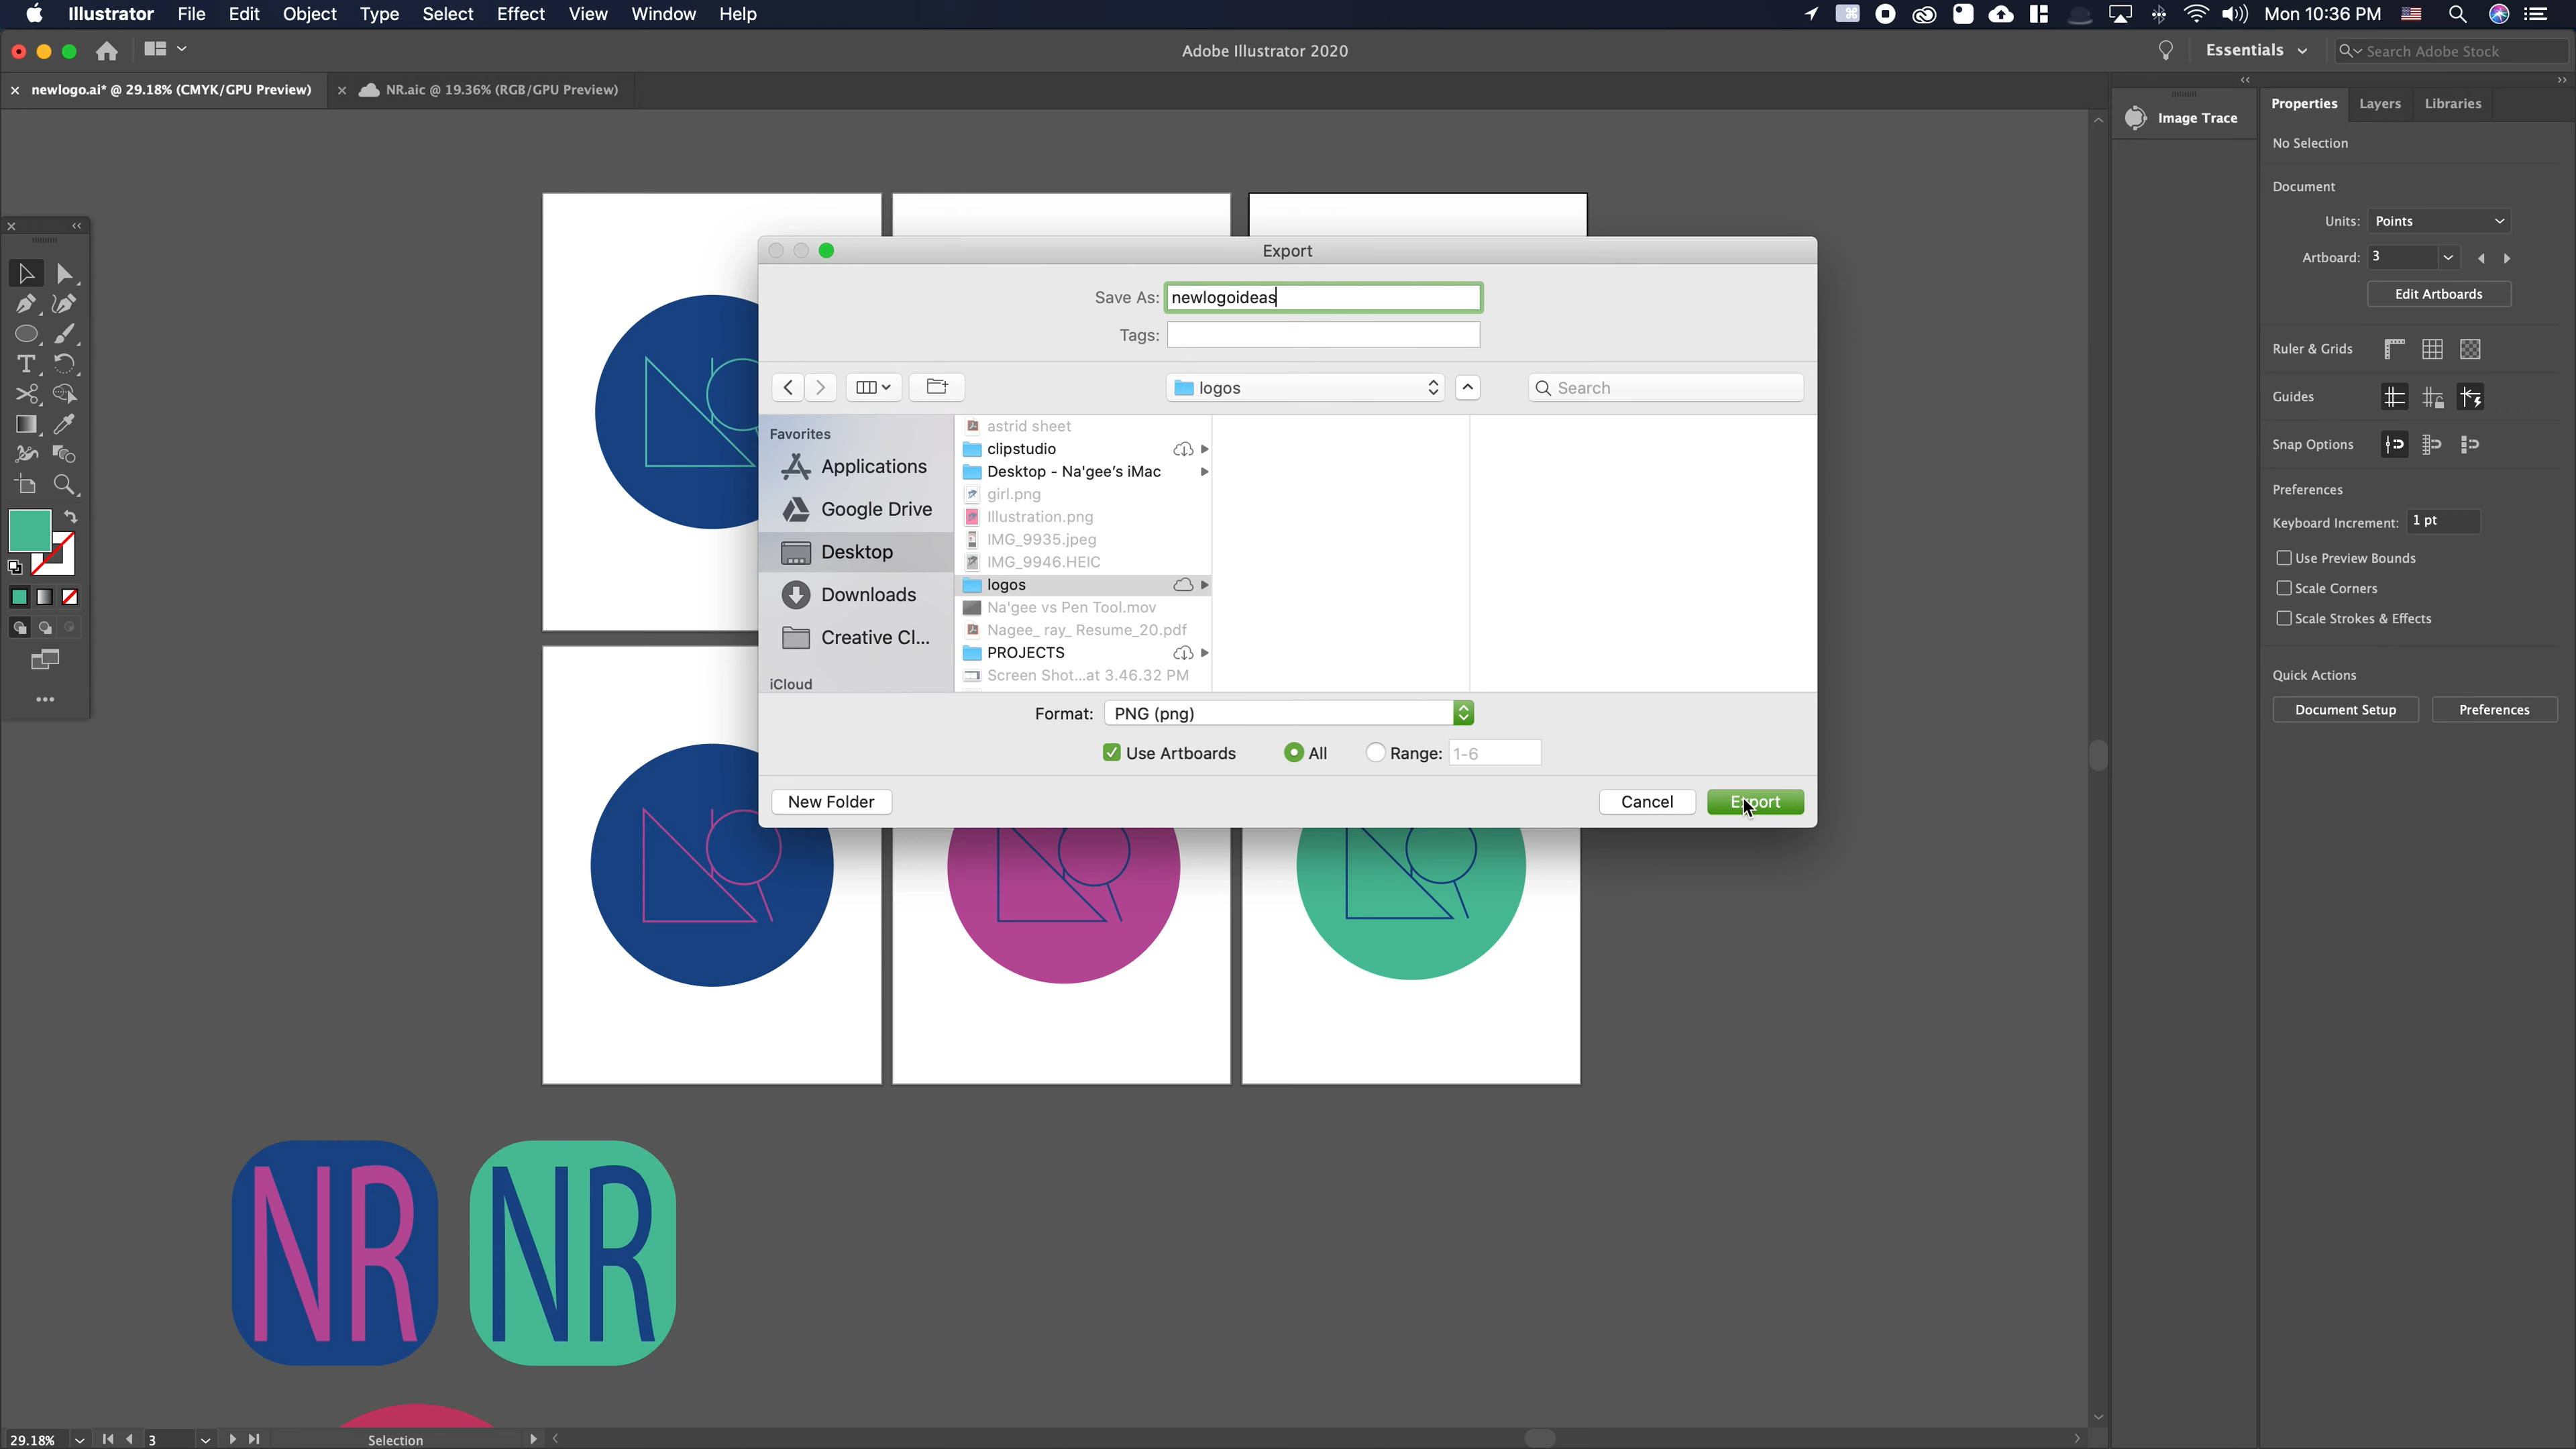 Illustrator File Edit Object Type Select Effect View Window Help Mon 10:36 PM
Adobe Illustrator 2020 Essentials Search Adobe Stock
newlogo.ai* @ 29.18% (CMYK/GPU Preview) NR.aic @ 19.36% (RGB/GPU Preview)
Image Trace
Properties Layers Libraries
No Selection
Document
Units: Points
Artboard: 3
Edit Artboards
Ruler & Grids
Guides
Snap Options
Preferences
Keyboard Increment: 1 pt
Use Preview Bounds
Scale Corners
Scale Strokes & Effects
Quick Actions
Document Setup Preferences
Export
Save As: newlogoideas
Tags:
logos Search
Favorites
Applications
Google Drive
Desktop
Downloads
Creative Cl...
iCloud
astrid sheet
clipstudio
Desktop - Na'gee’s iMac
girl.png
Illustration.png
IMG_9935.jpeg
IMG_9946.HEIC
logos
Na'gee vs Pen Tool.mov
Nagee_ ray_ Resume_20.pdf
PROJECTS
Screen Shot...at 3.46.32 PM
Format: PNG (png)
Use Artboards All Range: 1-6
New Folder Cancel Export
NR NR
29.18% 3 Selection